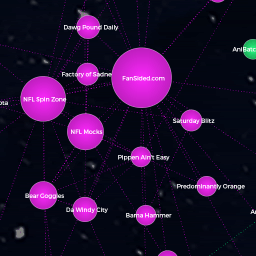 Dawg Pound Daily
Factory of Sadne
FanSided.com
NFL Spin Zone
Saturday Blitz
NFL Mocks
Pippen Ain't Easy
Predominantly Orange
Bear Goggles
Da Windy City
Bama Hammer